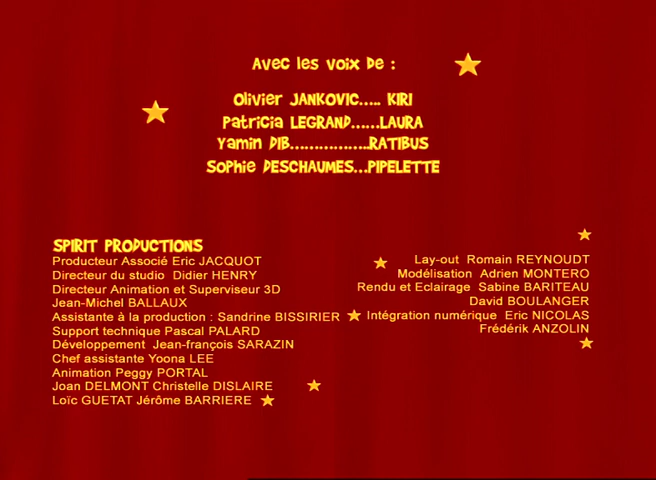 Avec les voix de :
Olivier JANKOVIC..... KIRI
Patricia LEGRAND......LAURA
Yamin DIB.................RATIBUS
Sophie DESCHAUMES...PIPELETTE
SPIRIT PRODUCTIONS
Producteur Associé Eric JACQUOT
Directeur du studio Didier HENRY
Directeur Animation et Superviseur 3D
Jean-Michel BALLAUX
Assistante à la production : Sandrine BISSIRIER
Support technique Pascal PALARD
Développement Jean-françois SARAZIN
Chef assistante Yoona LEE
Animation Peggy PORTAL
Joan DELMONT Christelle DISLAIRE
Loïc GUETAT Jérôme BARRIERE
Lay-out Romain REYNOUDT
Modélisation Adrien MONTERO
Rendu et Eclairage Sabine BARITEAU
David BOULANGER
Intégration numérique Eric NICOLAS
Frédérik ANZOLIN